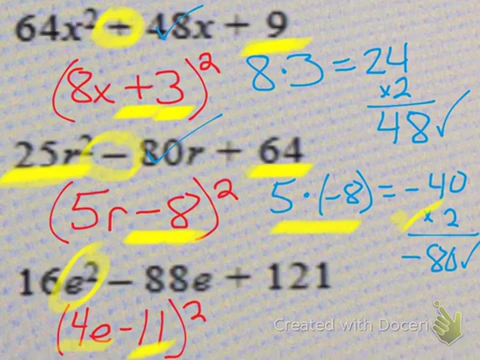 64x² + 48x + 9
(8x + 3)²
8 · 3 = 24
x 2
48 ✓
25r² − 80r + 64
(5r − 8)²
5 · (−8) = −40
x 2
−80 ✓
16e² − 88e + 121
(4e − 11)²
Created with Doceri